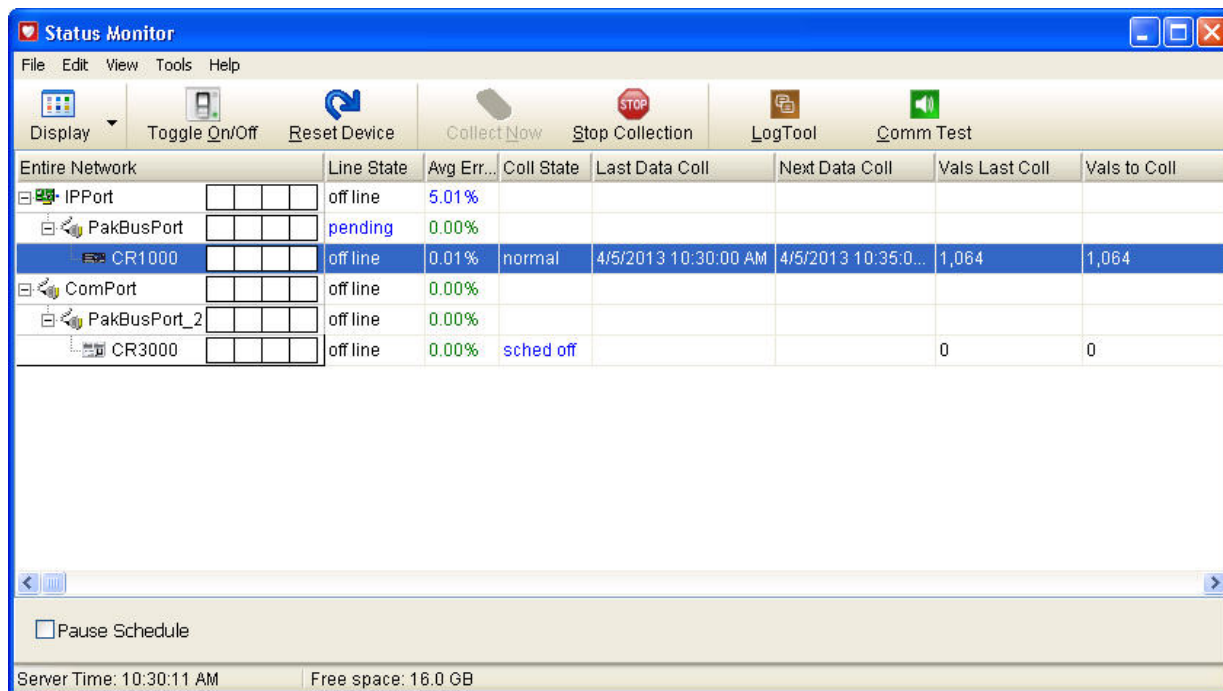 Status Monitor
File Edit View Tools Help
Display Toggle On/Off Reset Device Collect Now Stop Collection LogTool Comm Test
Entire Network Line State Avg Err... Coll State Last Data Coll Next Data Coll Vals Last Coll Vals to Coll
IPPort off line 5.01%
PakBusPort pending 0.00%
CR1000 off line 0.01% normal 4/5/2013 10:30:00 AM 4/5/2013 10:35:0... 1,064 1,064
ComPort off line 0.00%
PakBusPort_2 off line 0.00%
CR3000 off line 0.00% sched off 0 0
Pause Schedule
Server Time: 10:30:11 AM Free space: 16.0 GB